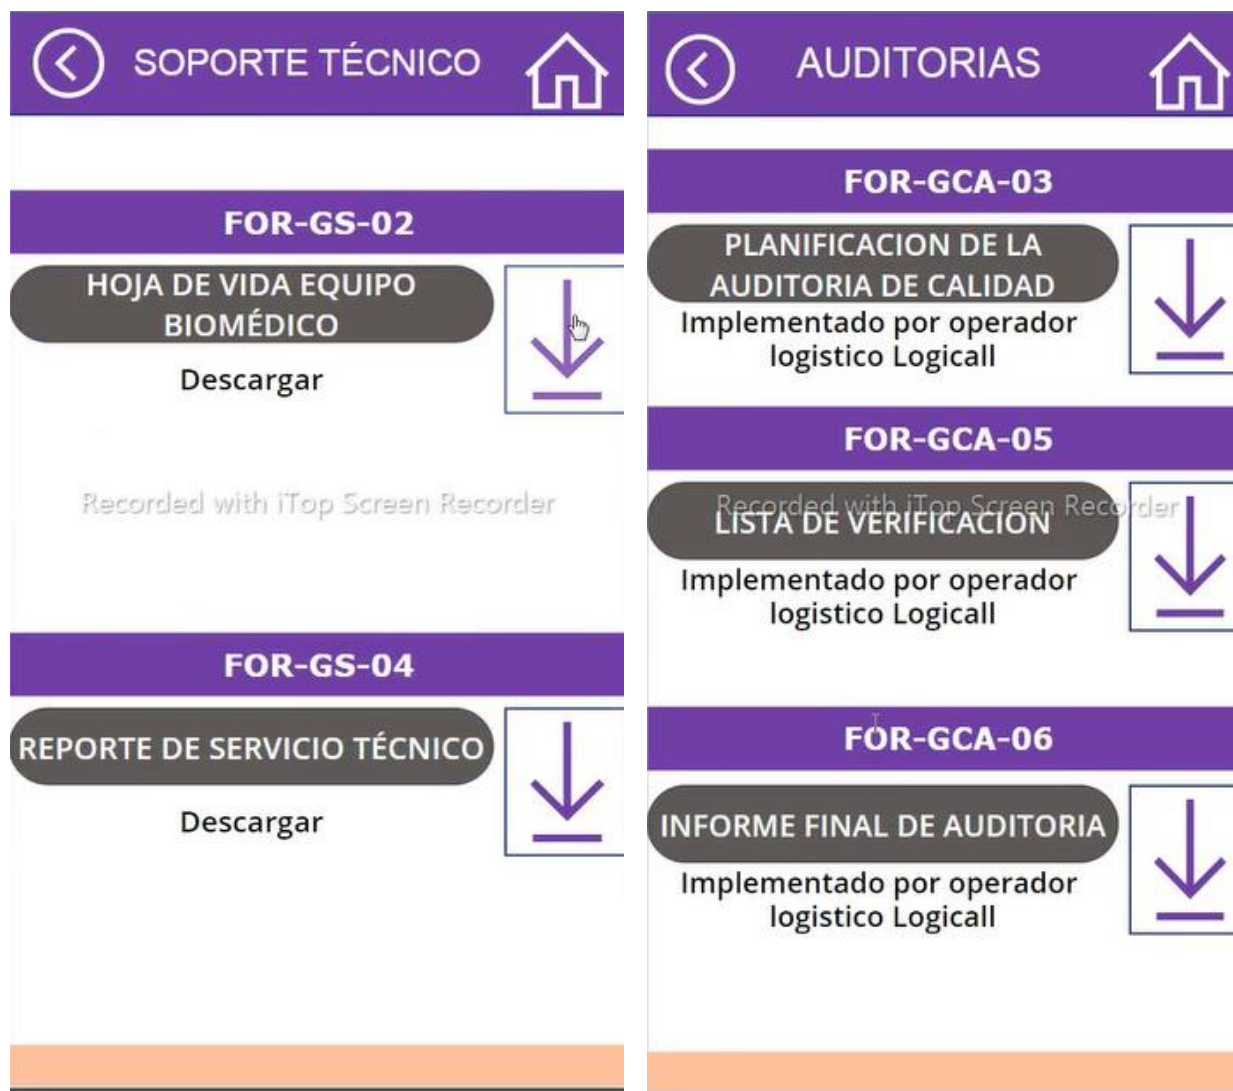 SOPORTE TÉCNICO
FOR-GS-02
HOJA DE VIDA EQUIPO
BIOMÉDICO
Descargar
Recorded with iTop Screen Recorder
FOR-GS-04
REPORTE DE SERVICIO TÉCNICO
Descargar
AUDITORIAS
FOR-GCA-03
PLANIFICACION DE LA
AUDITORIA DE CALIDAD
Implementado por operador
logistico Logicall
FOR-GCA-05
Recorded with iTop Screen Recorder
LISTA DE VERIFICACION
Implementado por operador
logistico Logicall
FOR-GCA-06
INFORME FINAL DE AUDITORIA
Implementado por operador
logistico Logicall